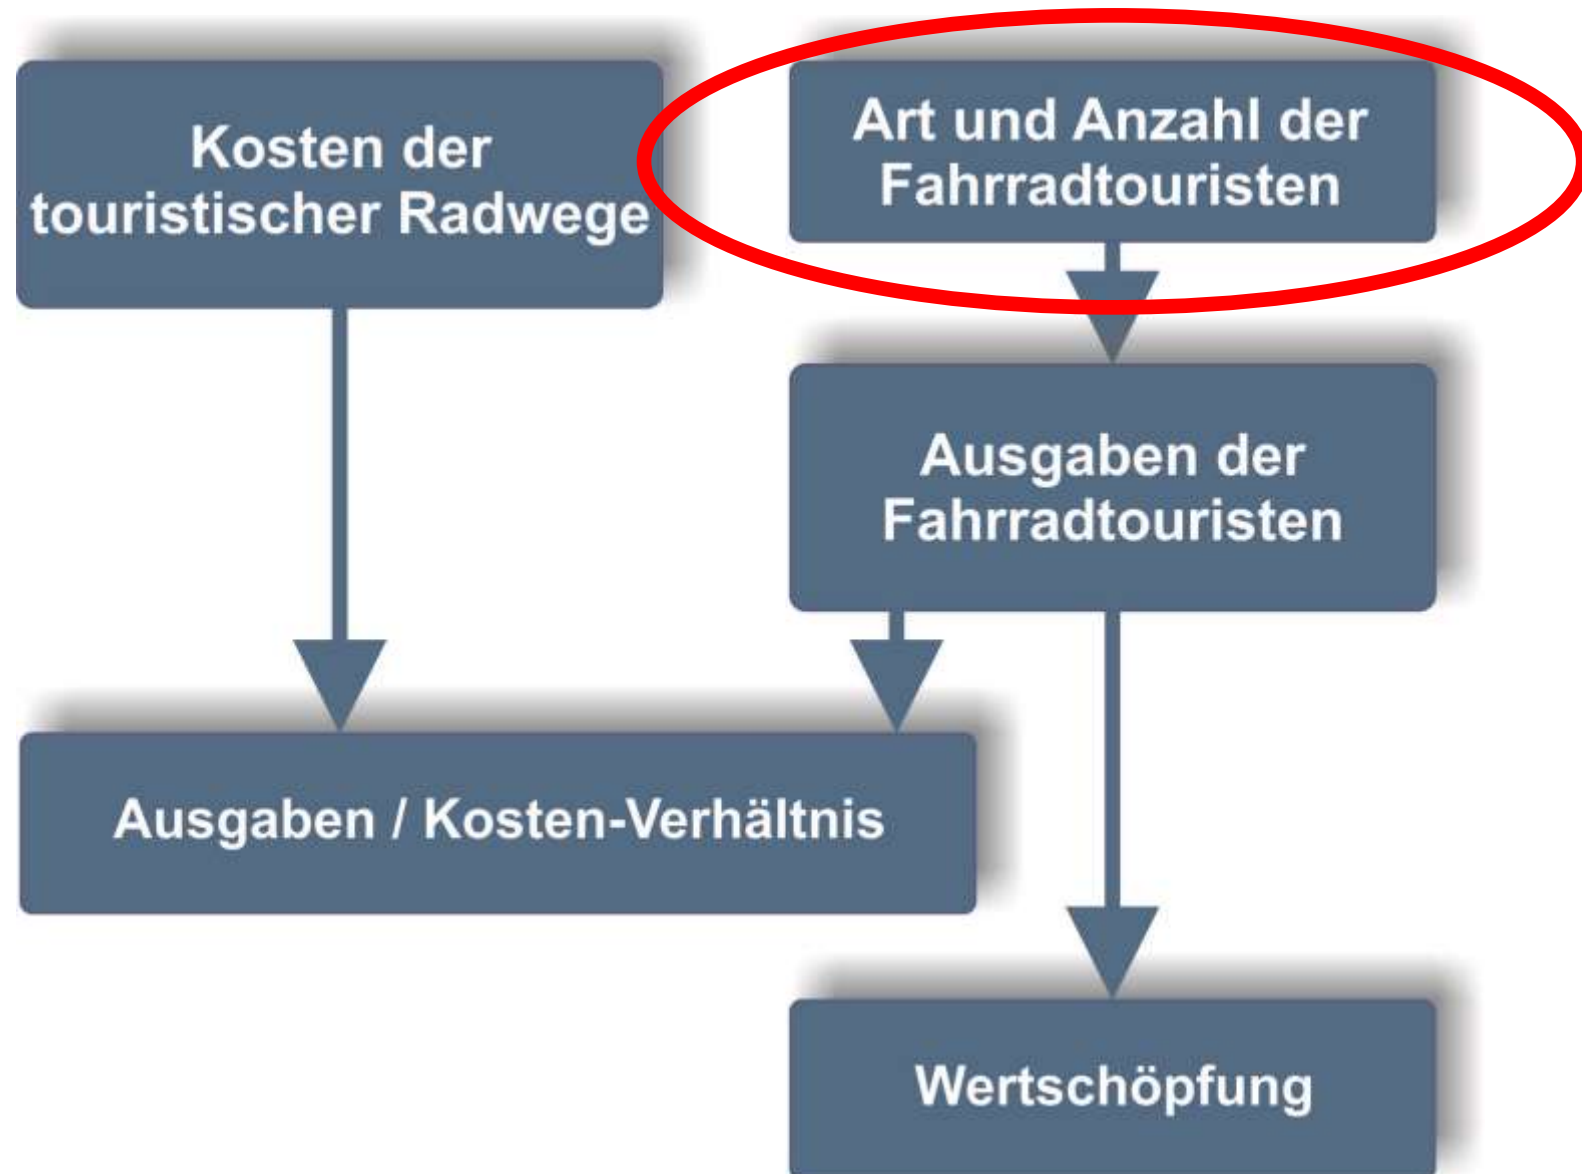 Kosten der
touristischer Radwege
Art und Anzahl der
Fahrradtouristen
Ausgaben der
Fahrradtouristen
Ausgaben / Kosten-Verhältnis
Wertschöpfung